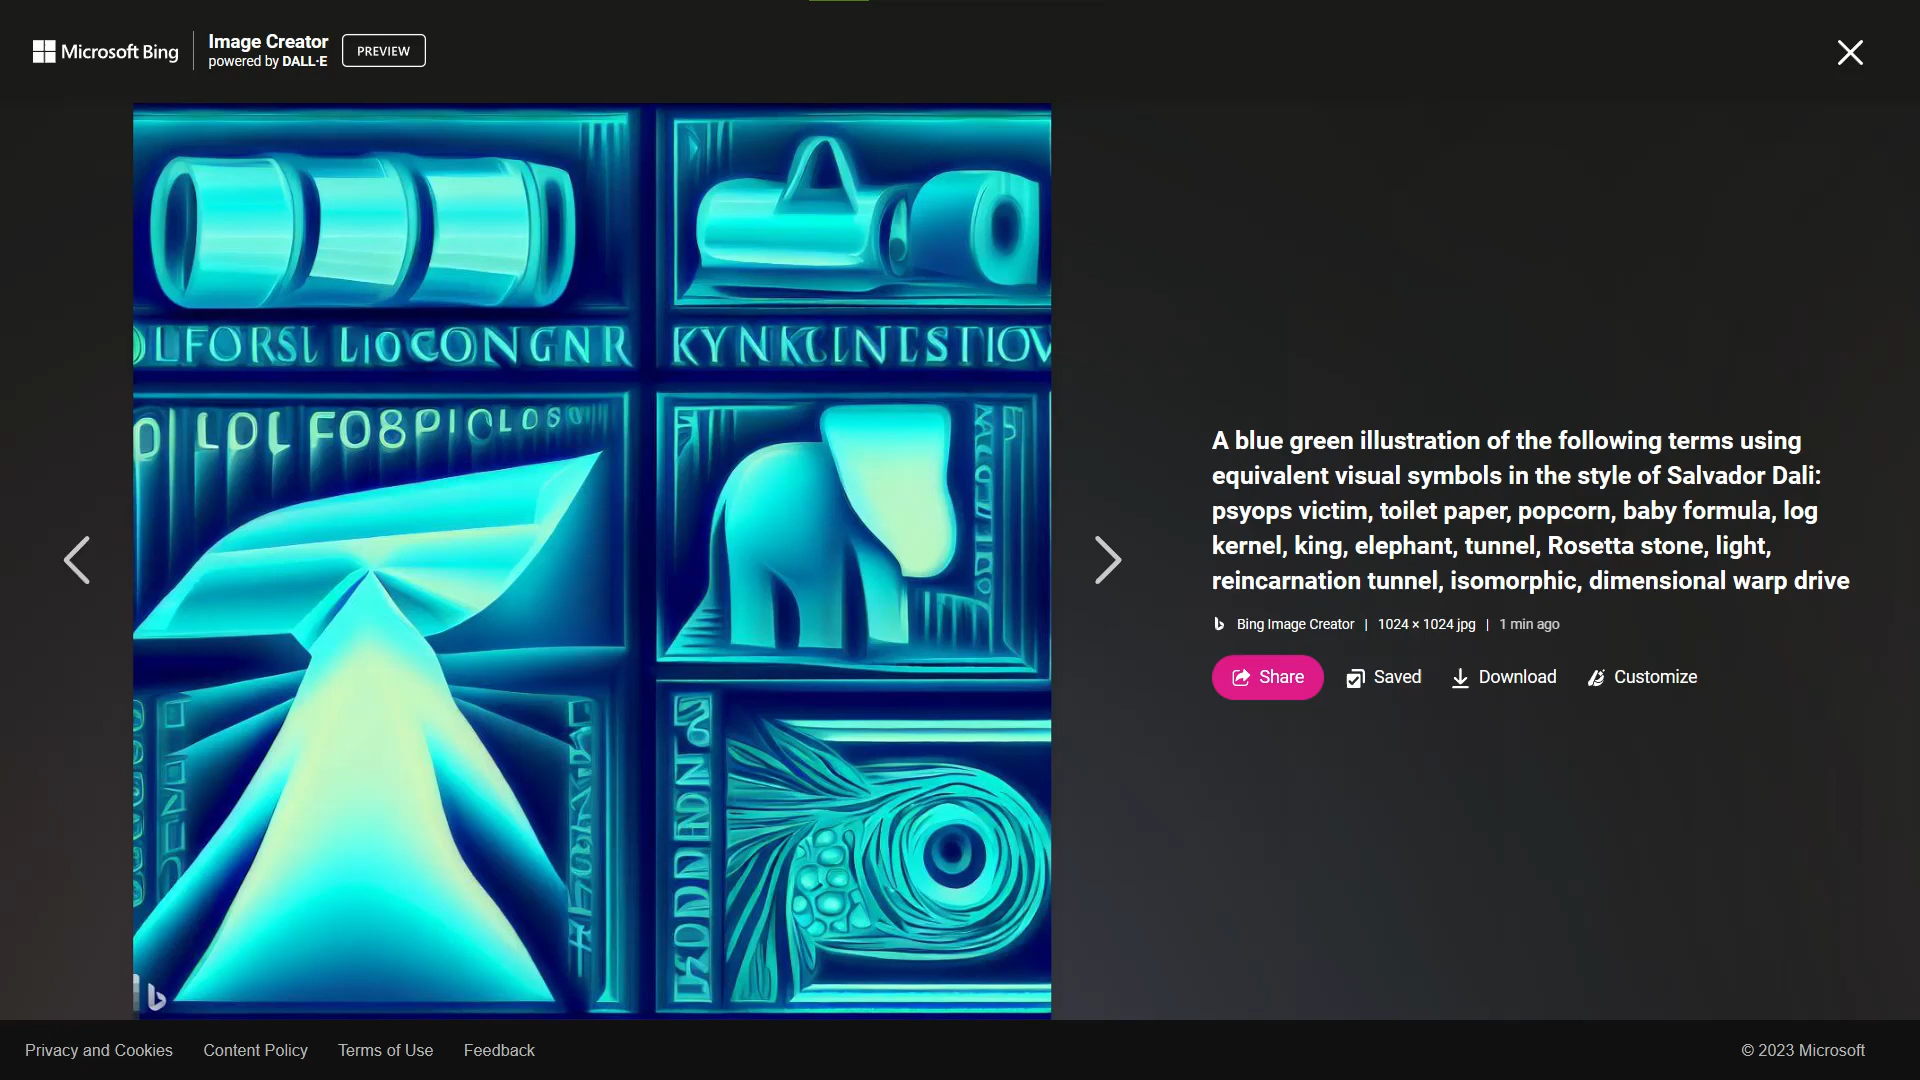 Microsoft Bing
Image Creator
powered by DALL·E
PREVIEW
KYNK
LOL FO8PIOLOS
A blue green illustration of the following terms using
equivalent visual symbols in the style of Salvador Dali:
psyops victim, toilet paper, popcorn, baby formula, log
kernel, king, elephant, tunnel, Rosetta stone, light,
reincarnation tunnel, isomorphic, dimensional warp drive
Bing Image Creator | 1024 × 1024 jpg | 1 min ago
Share Saved Download Customize
Privacy and Cookies Content Policy Terms of Use Feedback © 2023 Microsoft